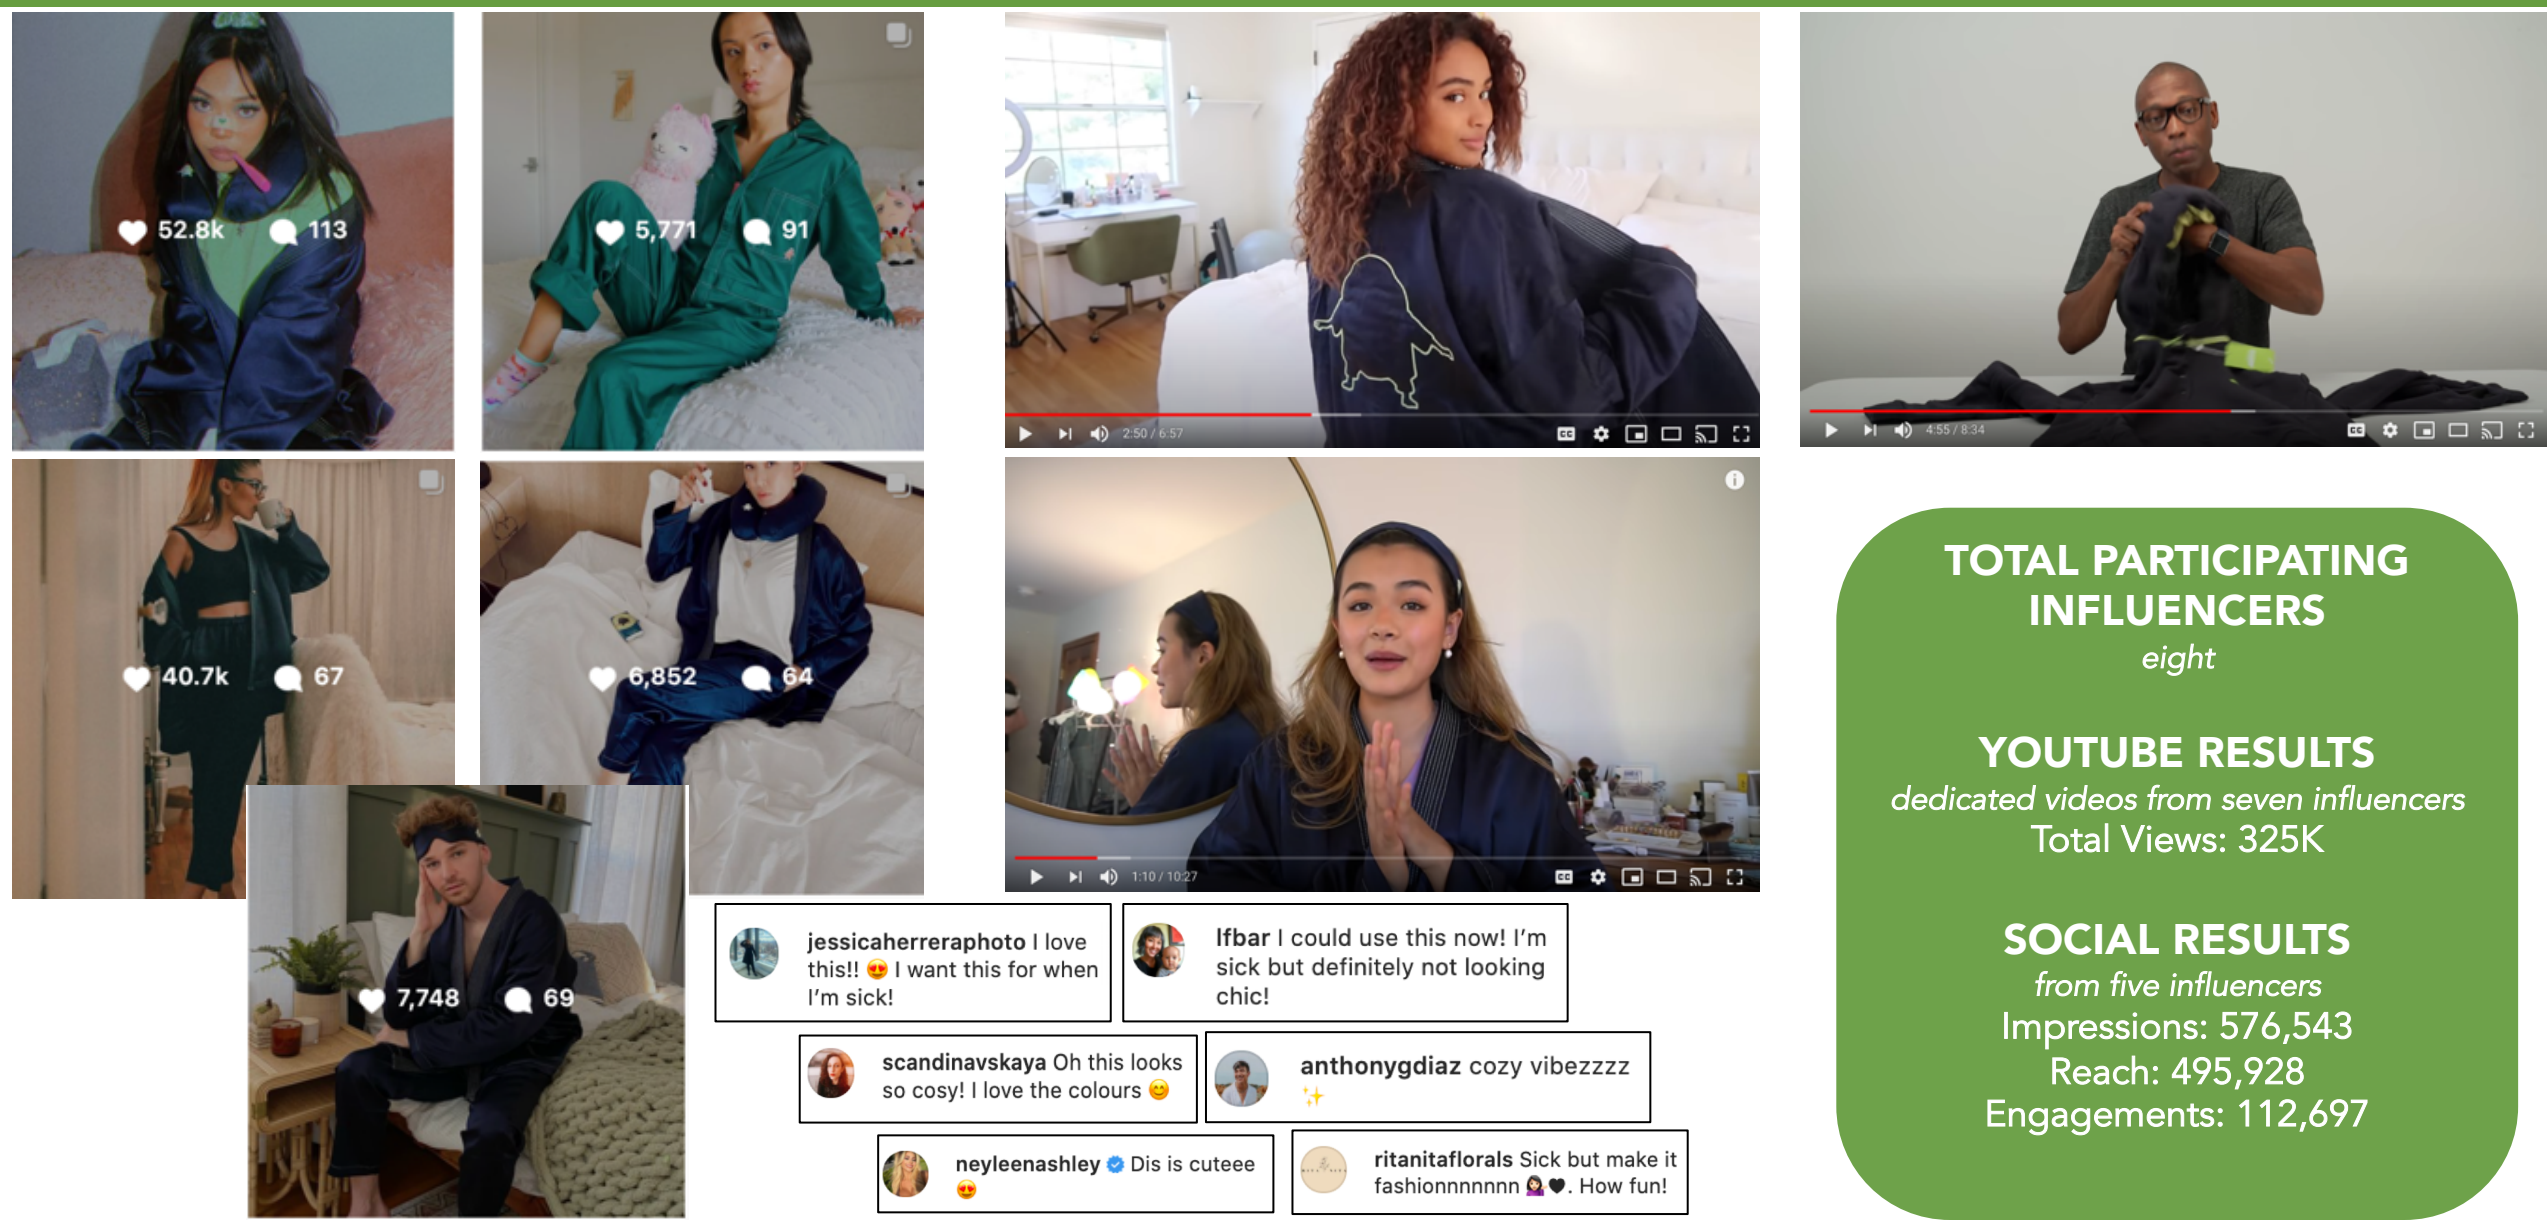 52.8k 113
5,771 91
2:50 / 6:57
4:55 / 8:34
40.7k 67
6,852 64
1:10 / 10:27
7,748 69
jessicaherreraphoto I love
this!! 😍 I want this for when
I'm sick!
lfbar I could use this now! I'm
sick but definitely not looking
chic!
scandinavskaya Oh this looks
so cosy! I love the colours 😊
anthonygdiaz cozy vibezzzz
✨
neyleenashley Dis is cuteee
😍
ritanitaflorals Sick but make it
fashionnnnnnn 💁🏻‍♀️🖤. How fun!
TOTAL PARTICIPATING
INFLUENCERS
eight
YOUTUBE RESULTS
dedicated videos from seven influencers
Total Views: 325K
SOCIAL RESULTS
from five influencers
Impressions: 576,543
Reach: 495,928
Engagements: 112,697